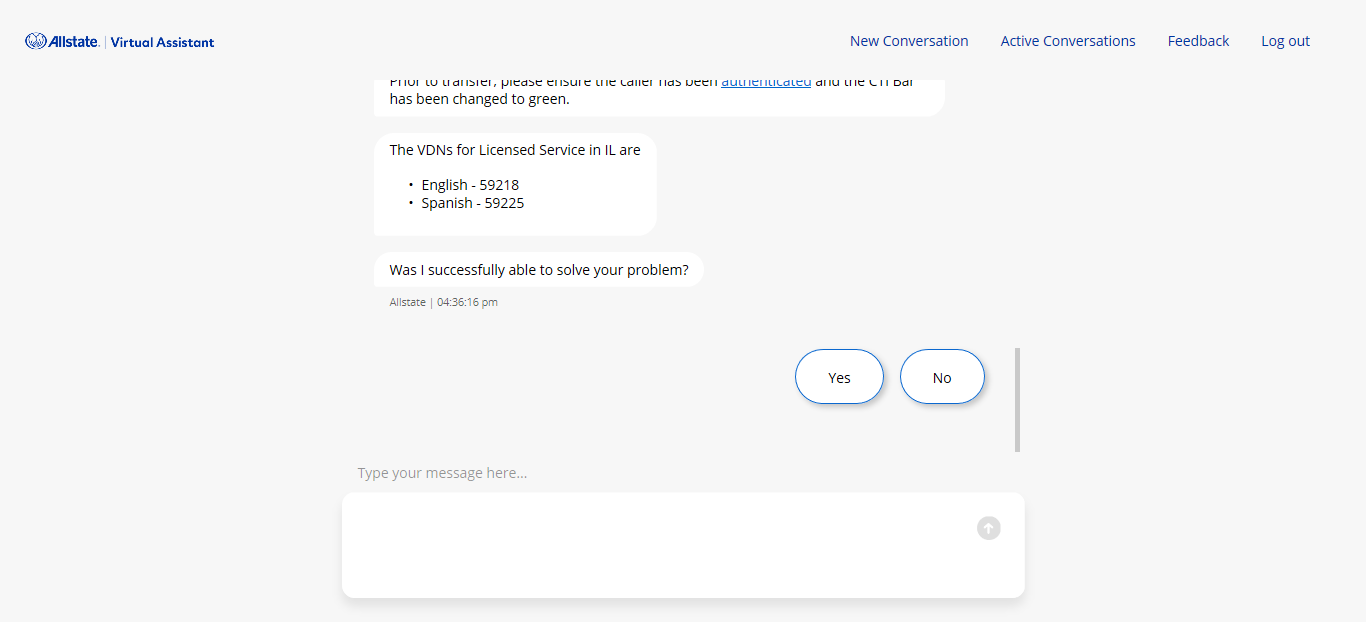 Allstate. | Virtual Assistant
New Conversation
Active Conversations
Feedback
Log out
Prior to transfer, please ensure the caller has been authenticated and the CTI Bar
has been changed to green.
The VDNs for Licensed Service in IL are
• English - 59218
• Spanish - 59225
Was I successfully able to solve your problem?
Allstate | 04:36:16 pm
Yes
No
Type your message here...